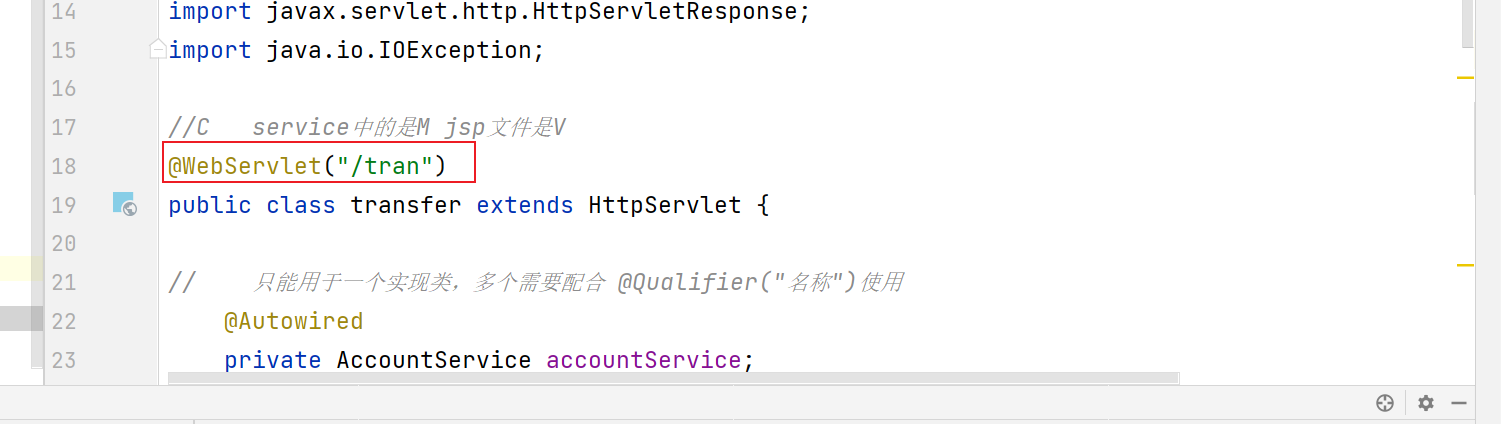 14 import javax.servlet.http.HttpServletResponse;
15 import java.io.IOException;
16
17 //C   service中的是M jsp文件是V
18 @WebServlet("/tran")
19 public class transfer extends HttpServlet {
20
21 //    只能用于一个实现类，多个需要配合 @Qualifier("名称")使用
22     @Autowired
23     private AccountService accountService;